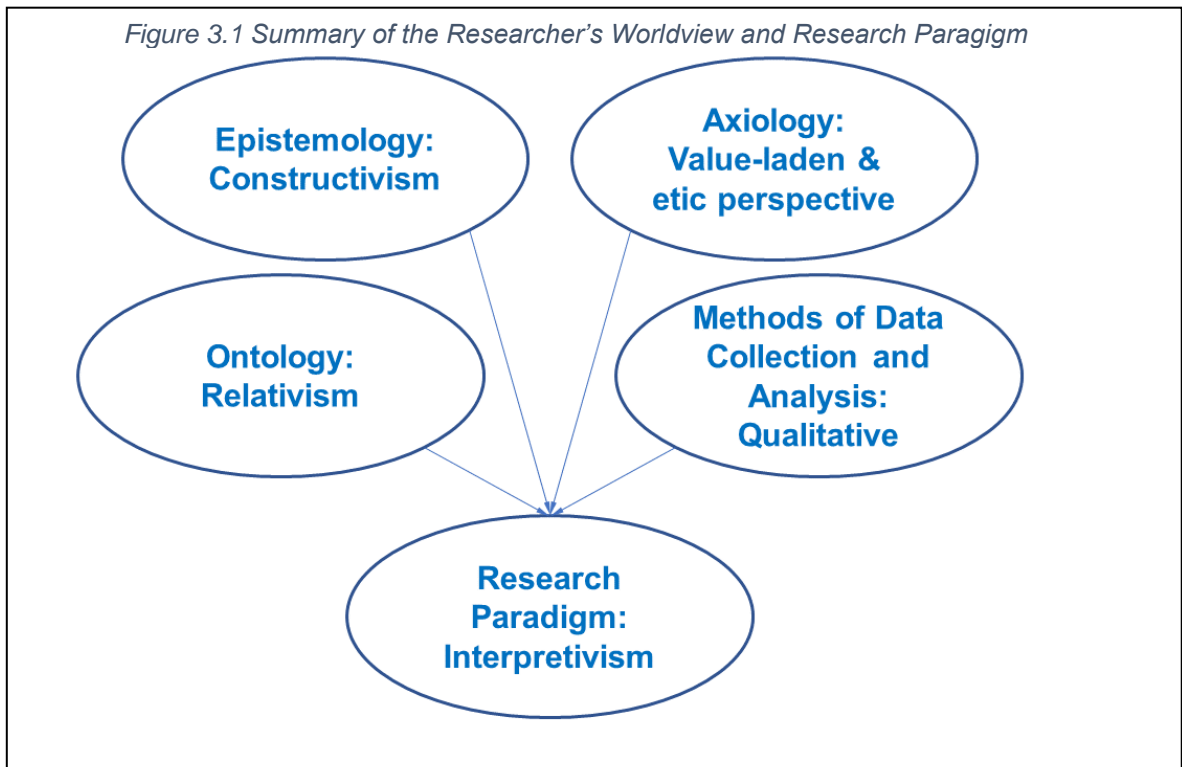 Figure 3.1 Summary of the Researcher's Worldview and Research Paragigm
Epistemology:
Constructivism
Axiology:
Value-laden &
etic perspective
Ontology:
Relativism
Methods of Data
Collection and
Analysis:
Qualitative
Research
Paradigm:
Interpretivism